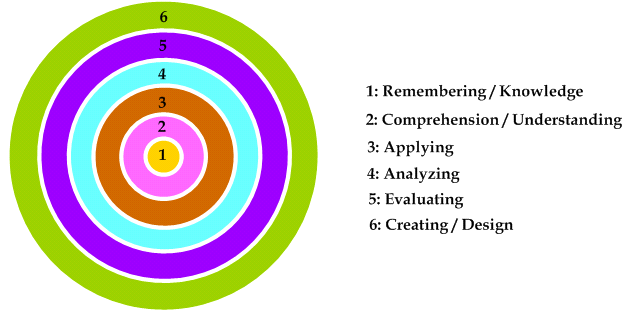 6
5
4
3
2
1
1: Remembering / Knowledge
2: Comprehension / Understanding
3: Applying
4: Analyzing
5: Evaluating
6: Creating / Design